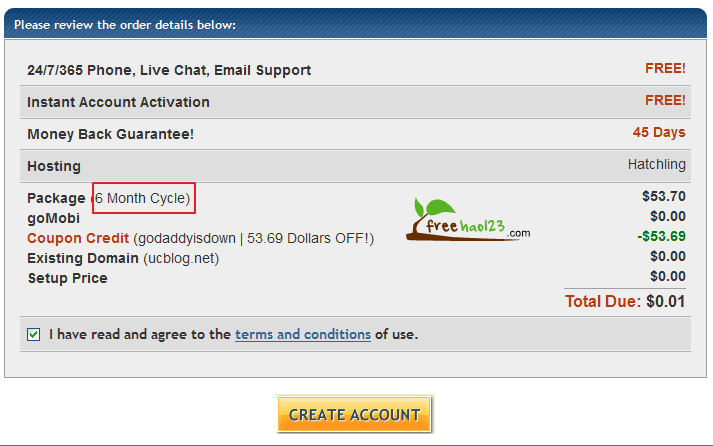 Please review the order details below:
24/7/365 Phone, Live Chat, Email Support FREE!
Instant Account Activation FREE!
Money Back Guarantee! 45 Days
Hosting Hatchling
Package (6 Month Cycle) $53.70
goMobi $0.00
Coupon Credit (godaddyisdown | 53.69 Dollars OFF!) -$53.69
Existing Domain (ucblog.net) $0.00
Setup Price $0.00
freehao123.com
Total Due: $0.01
I have read and agree to the terms and conditions of use.
CREATE ACCOUNT